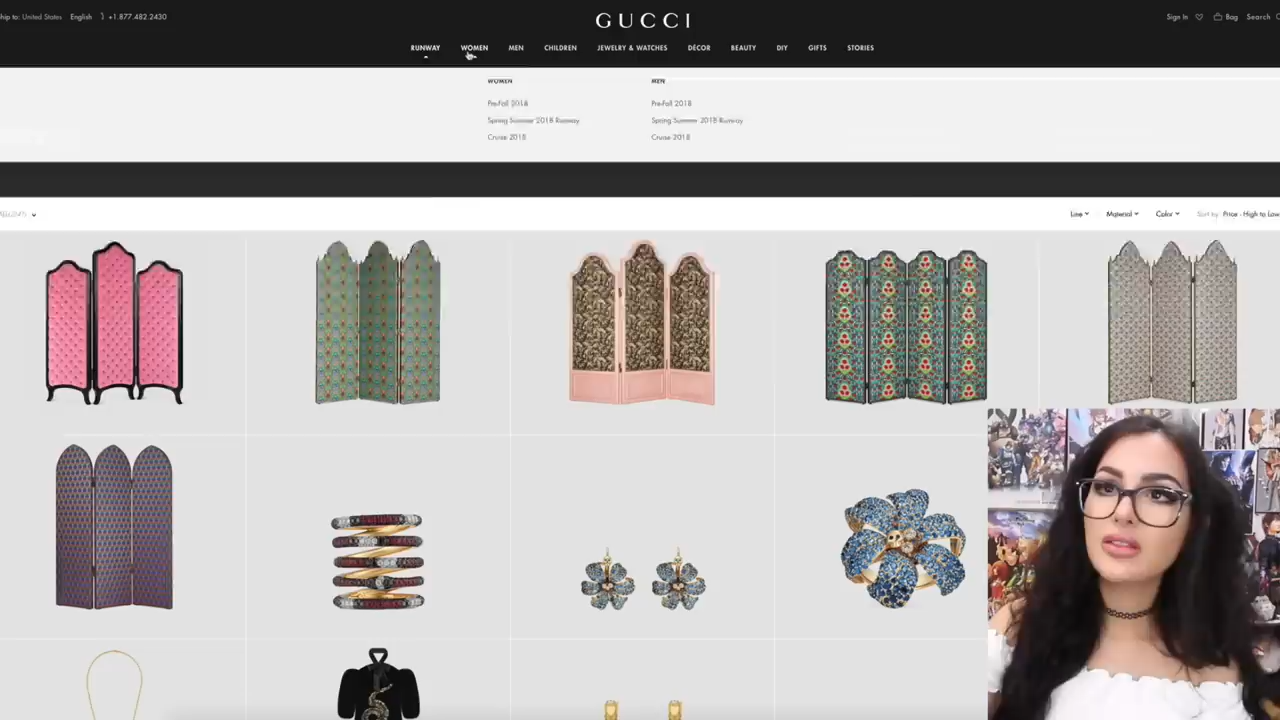 hip to: United States English +1.877.482.2430
GUCCI
Sign In Bag Search
RUNWAY WOMEN MEN CHILDREN JEWELRY & WATCHES DÉCOR BEAUTY DIY GIFTS STORIES
WOMEN MEN
Pre-Fall 2018 Pre-Fall 2018
Spring Summer 2018 Runway Spring Summer 2018 Runway
Cruise 2018 Cruise 2018
Line Material Color Sort by Price - High to Low